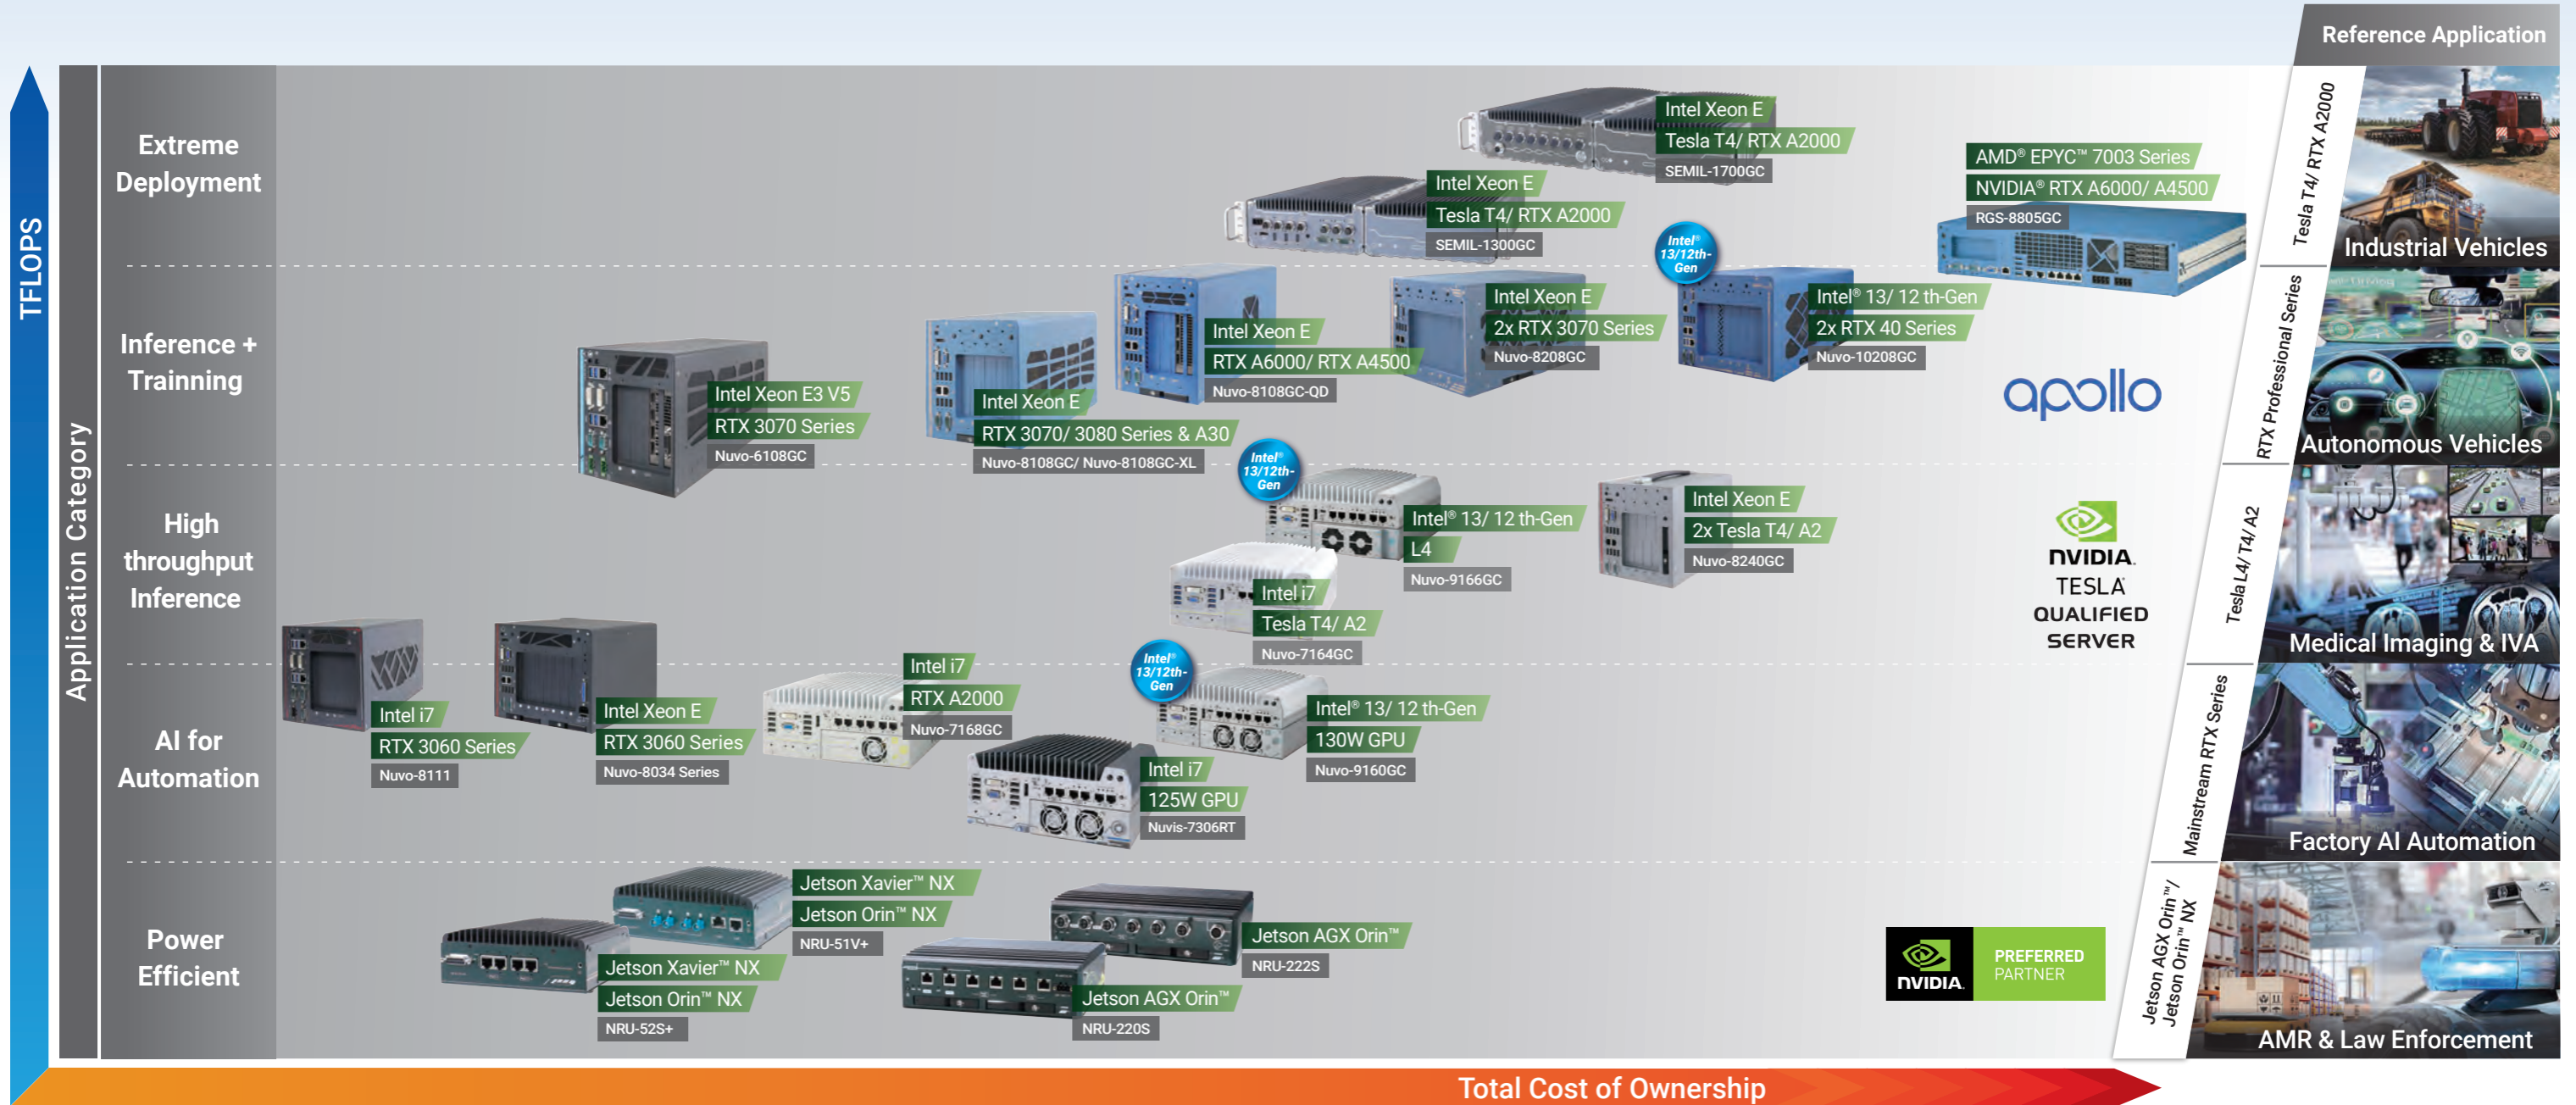 Reference Application
TFLOPS
Application Category
Extreme
Deployment
Intel Xeon E
Tesla T4/ RTX A2000
SEMIL-1700GC
Intel Xeon E
Tesla T4/ RTX A2000
SEMIL-1300GC
AMD® EPYC™ 7003 Series
NVIDIA® RTX A6000/ A4500
RGS-8805GC
Tesla T4/ RTX A2000
Industrial Vehicles
Inference +
Trainning
Intel Xeon E3 V5
RTX 3070 Series
Nuvo-6108GC
Intel Xeon E
RTX 3070/ 3080 Series & A30
Nuvo-8108GC/ Nuvo-8108GC-XL
Intel Xeon E
RTX A6000/ RTX A4500
Nuvo-8108GC-QD
Intel Xeon E
2x RTX 3070 Series
Nuvo-8208GC
Intel®
13/12th-
Gen
Intel® 13/ 12 th-Gen
2x RTX 40 Series
Nuvo-10208GC
apollo
RTX Professional Series
Autonomous Vehicles
High
throughput
Inference
Intel®
13/12th-
Gen
Intel® 13/ 12 th-Gen
L4
Nuvo-9166GC
Intel i7
Tesla T4/ A2
Nuvo-7164GC
Intel Xeon E
2x Tesla T4/ A2
Nuvo-8240GC
NVIDIA.
TESLA
QUALIFIED
SERVER
Tesla L4/ T4/ A2
Medical Imaging & IVA
AI for
Automation
Intel i7
RTX 3060 Series
Nuvo-8111
Intel Xeon E
RTX 3060 Series
Nuvo-8034 Series
Intel i7
RTX A2000
Nuvo-7168GC
Intel i7
125W GPU
Nuvis-7306RT
Intel®
13/12th-
Gen
Intel® 13/ 12 th-Gen
130W GPU
Nuvo-9160GC
Mainstream RTX Series
Factory AI Automation
Power
Efficient
Jetson Xavier™ NX
Jetson Orin™ NX
NRU-51V+
Jetson Xavier™ NX
Jetson Orin™ NX
NRU-52S+
Jetson AGX Orin™
NRU-222S
Jetson AGX Orin™
NRU-220S
NVIDIA.
PREFERRED
PARTNER
Jetson AGX Orin™/
Jetson Orin™ NX
AMR & Law Enforcement
Total Cost of Ownership